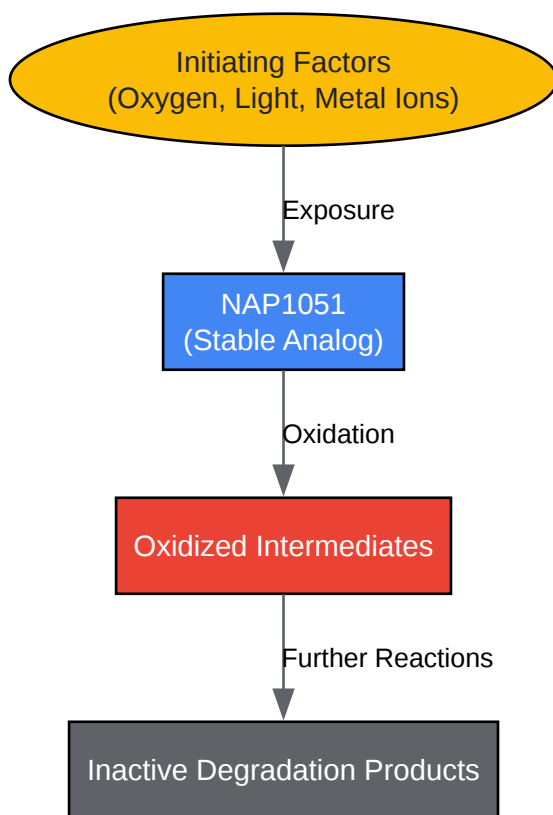 Initiating Factors
(Oxygen, Light, Metal Ions)
Exposure
NAP1051
(Stable Analog)
Oxidation
Oxidized Intermediates
Further Reactions
Inactive Degradation Products